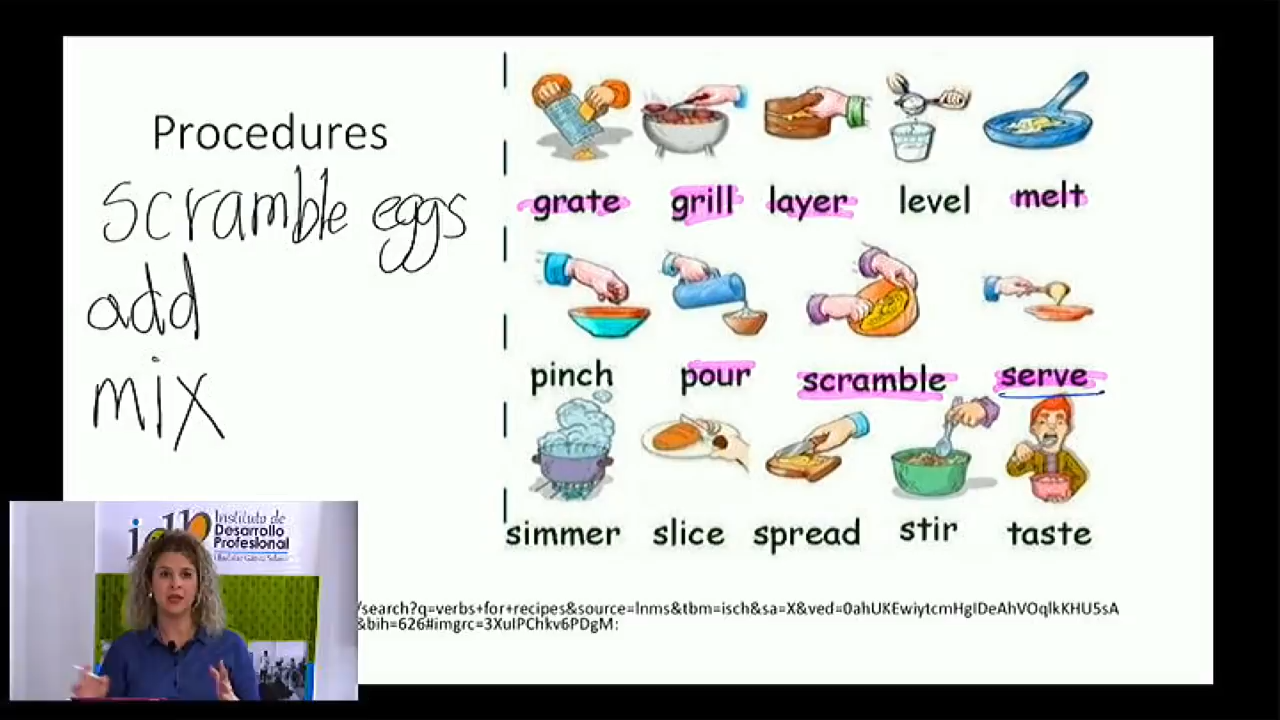 Procedures
scramble eggs
add
mix
grate grill layer level melt
pinch pour scramble serve
simmer slice spread stir taste
Instituto de
Desarrollo
Profesional
/search?q=verbs+for+recipes&source=lnms&tbm=isch&sa=X&ved=0ahUKEwiytcmHgIDeAhVOqlkKHU5sA
&bih=626#imgrc=3XuIPChkv6PDgM: